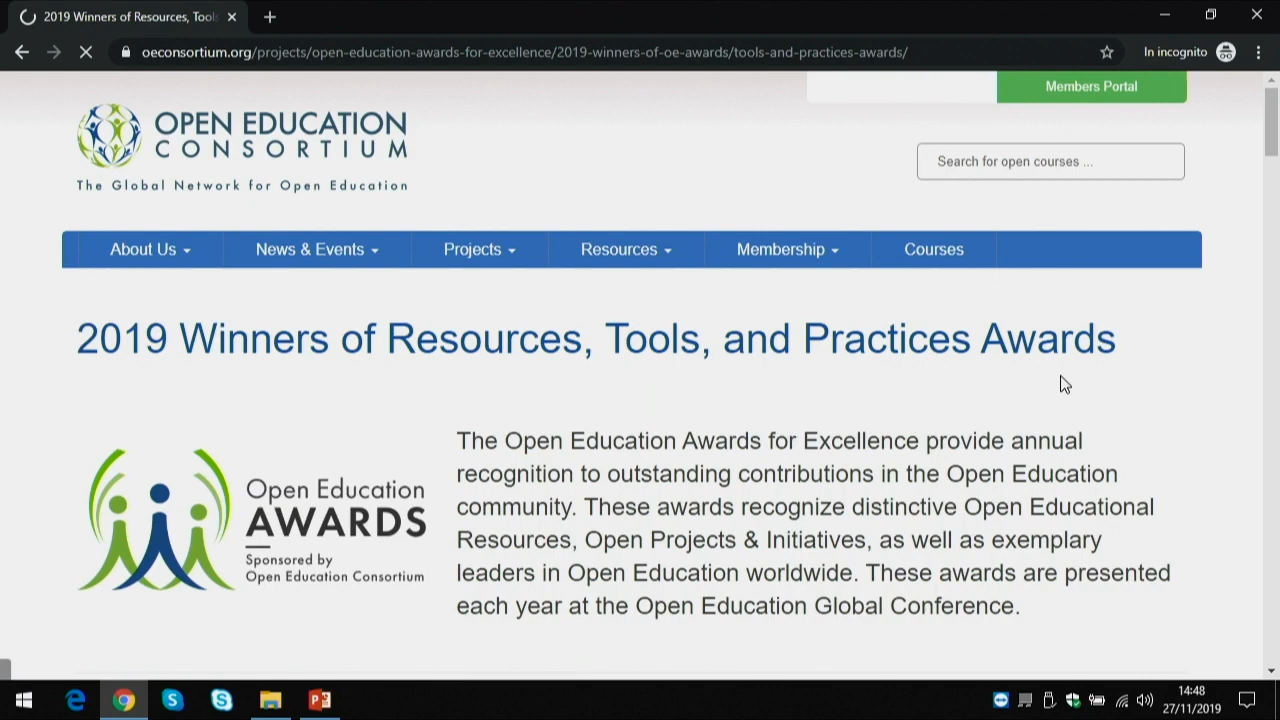 2019 Winners of Resources, Tool
oeconsortium.org/projects/open-education-awards-for-excellence/2019-winners-of-oe-awards/tools-and-practices-awards/
In incognito
Members Portal
OPEN EDUCATION
CONSORTIUM
The Global Network for Open Education
Search for open courses ...
About Us
News & Events
Projects
Resources
Membership
Courses
2019 Winners of Resources, Tools, and Practices Awards
Open Education
AWARDS
Sponsored by
Open Education Consortium
The Open Education Awards for Excellence provide annual
recognition to outstanding contributions in the Open Education
community. These awards recognize distinctive Open Educational
Resources, Open Projects & Initiatives, as well as exemplary
leaders in Open Education worldwide. These awards are presented
each year at the Open Education Global Conference.
14:48
27/11/2019